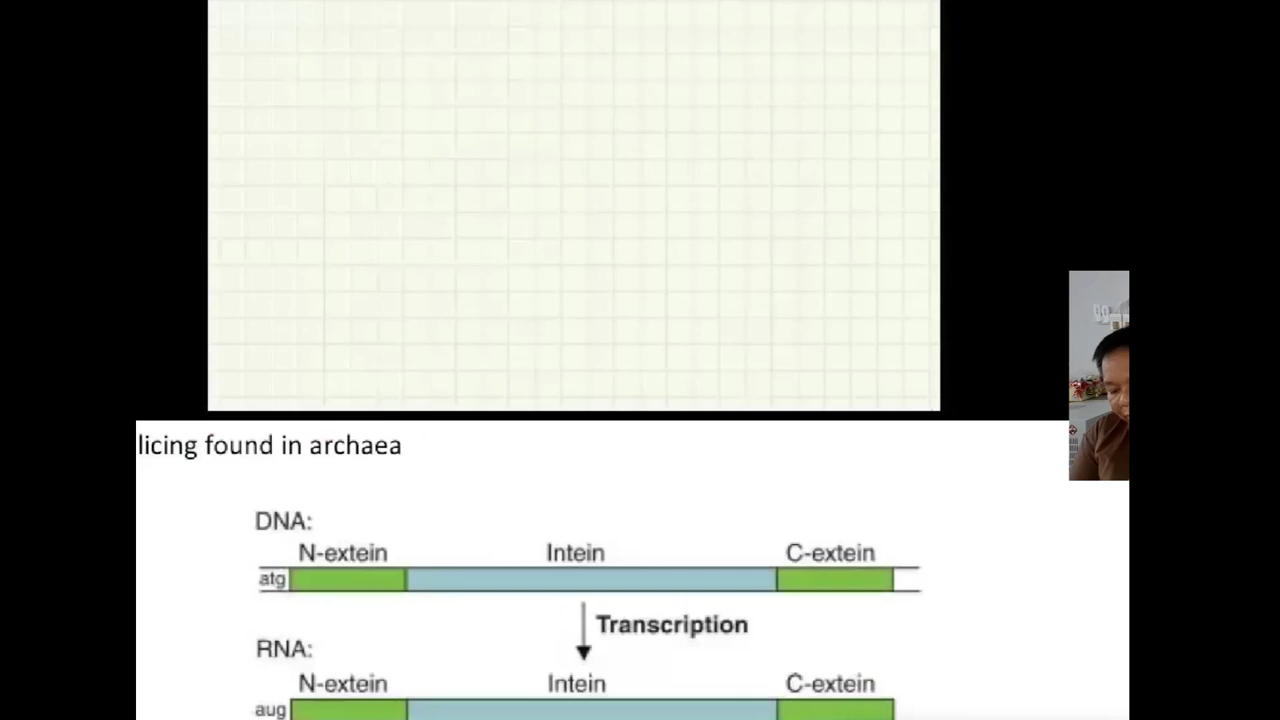 licing found in archaea
DNA:
N-extein Intein C-extein
atg
Transcription
RNA:
N-extein Intein C-extein
aug